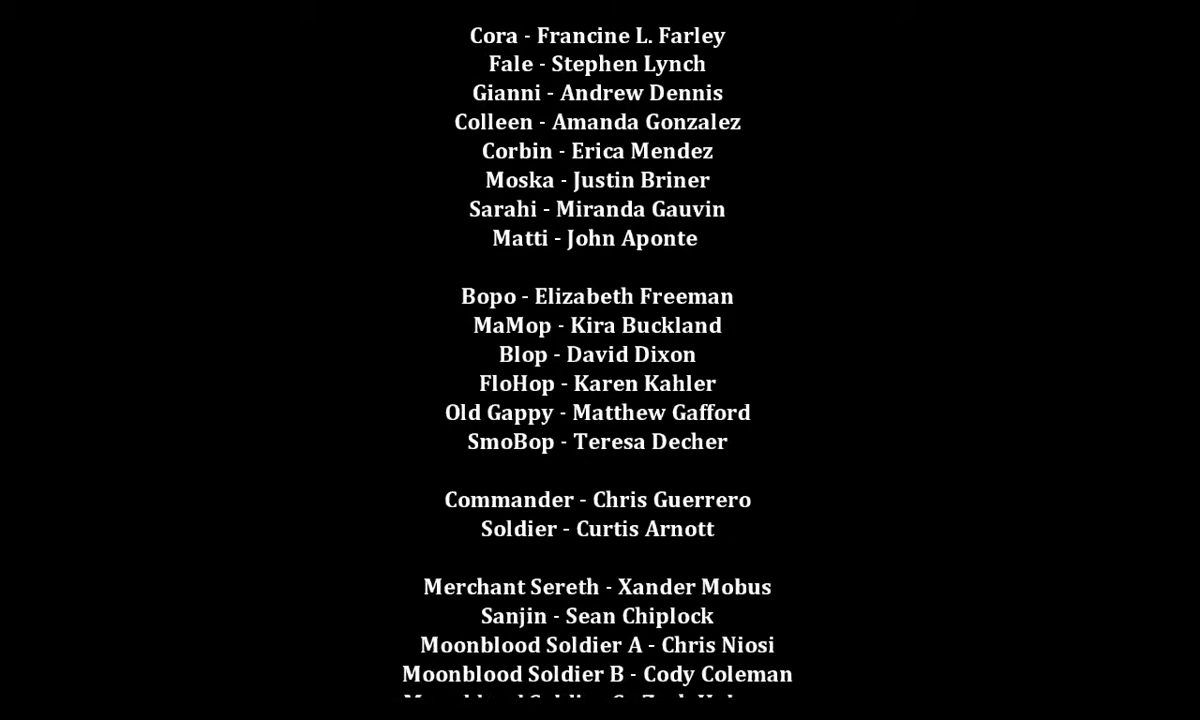 Cora - Francine L. Farley
Fale - Stephen Lynch
Gianni - Andrew Dennis
Colleen - Amanda Gonzalez
Corbin - Erica Mendez
Moska - Justin Briner
Sarahi - Miranda Gauvin
Matti - John Aponte
Bopo - Elizabeth Freeman
MaMop - Kira Buckland
Blop - David Dixon
FloHop - Karen Kahler
Old Gappy - Matthew Gafford
SmoBop - Teresa Decher
Commander - Chris Guerrero
Soldier - Curtis Arnott
Merchant Sereth - Xander Mobus
Sanjin - Sean Chiplock
Moonblood Soldier A - Chris Niosi
Moonblood Soldier B - Cody Coleman